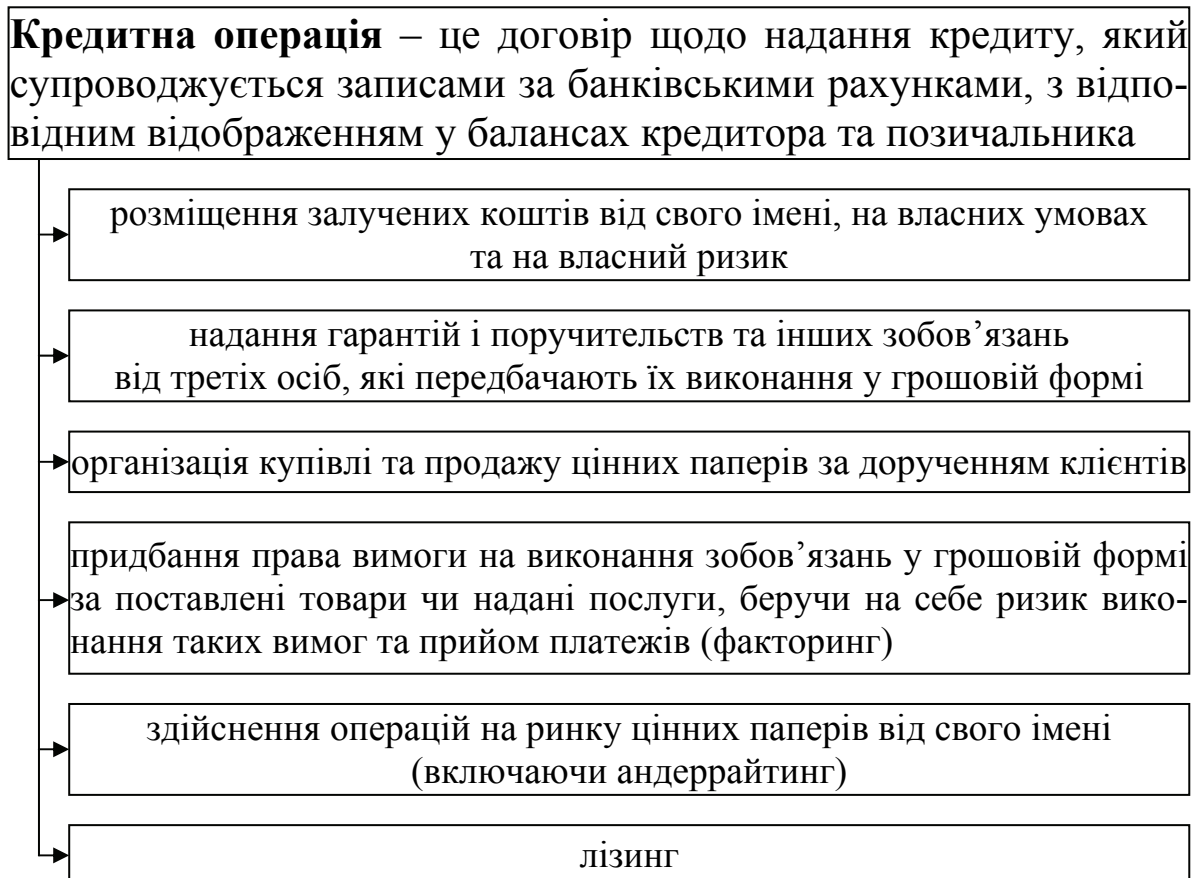 Кредитна операція – це договір щодо надання кредиту, який
супроводжується записами за банківськими рахунками, з відпо-
відним відображенням у балансах кредитора та позичальника
розміщення залучених коштів від свого імені, на власних умовах
та на власний ризик
надання гарантій і поручительств та інших зобов’язань
від третіх осіб, які передбачають їх виконання у грошовій формі
організація купівлі та продажу цінних паперів за дорученням клієнтів
придбання права вимоги на виконання зобов’язань у грошовій формі
за поставлені товари чи надані послуги, беручи на себе ризик вико-
нання таких вимог та прийом платежів (факторинг)
здійснення операцій на ринку цінних паперів від свого імені
(включаючи андеррайтинг)
лізинг